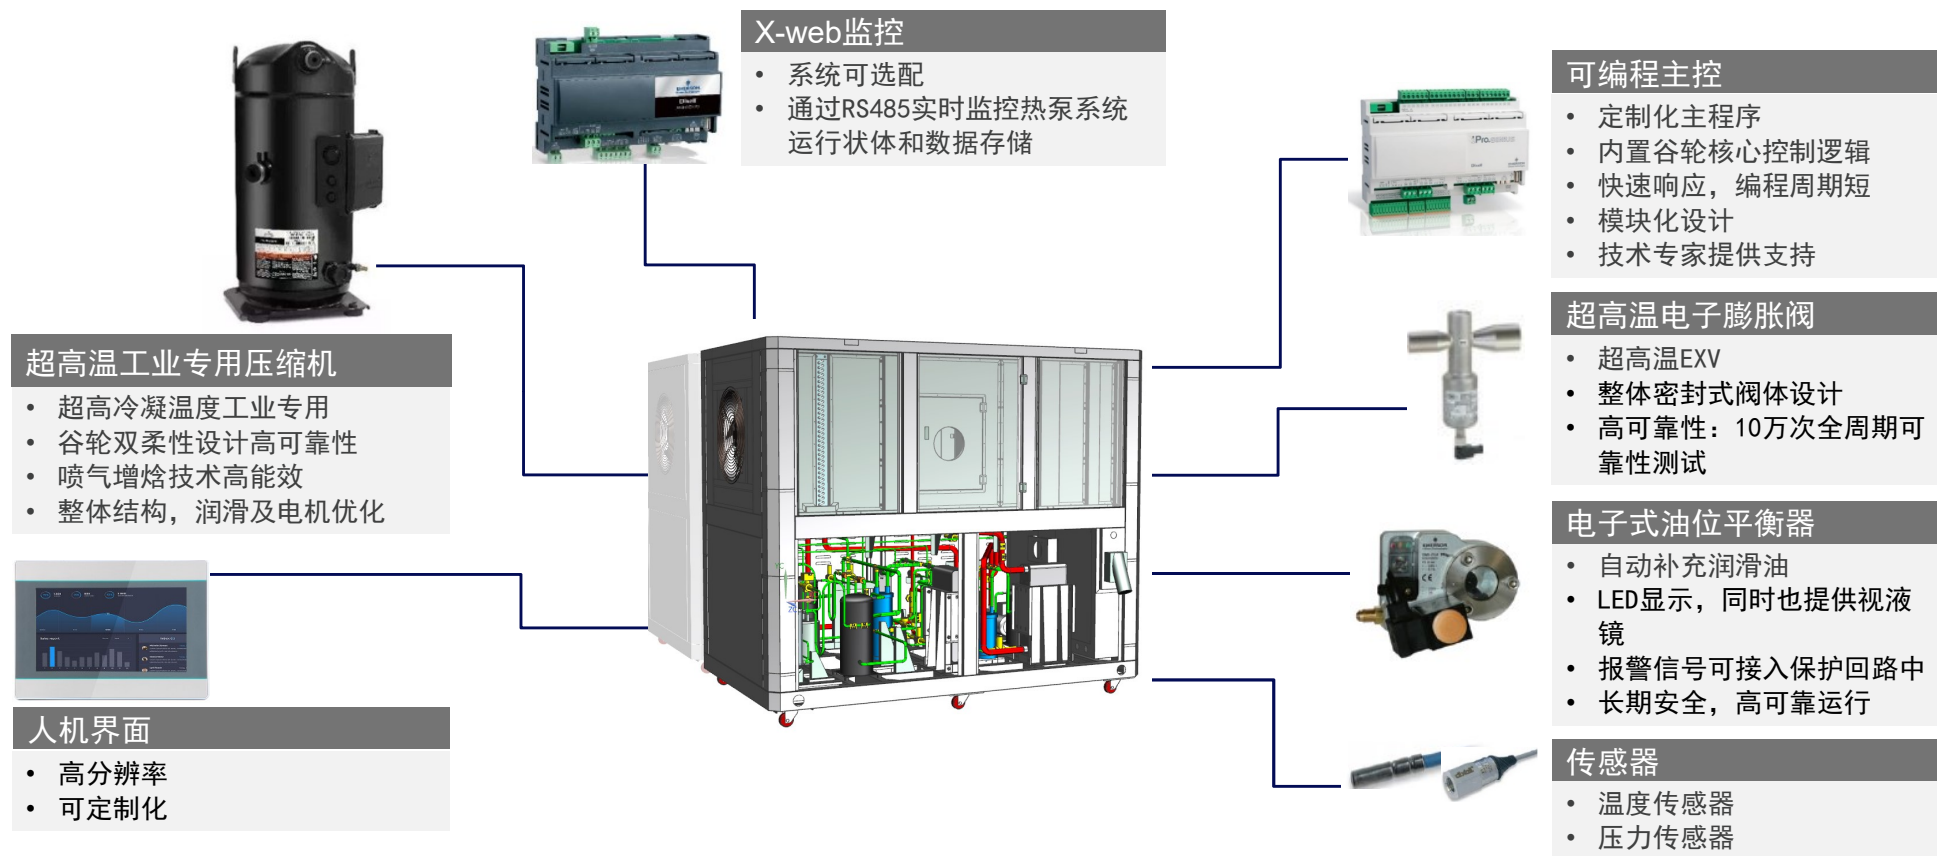 X-web监控
• 系统可选配
• 通过RS485实时监控热泵系统
运行状体和数据存储
可编程主控
• 定制化主程序
• 内置谷轮核心控制逻辑
• 快速响应，编程周期短
• 模块化设计
• 技术专家提供支持
超高温工业专用压缩机
• 超高冷凝温度工业专用
• 谷轮双柔性设计高可靠性
• 喷气增焓技术高能效
• 整体结构，润滑及电机优化
超高温电子膨胀阀
• 超高温EXV
• 整体密封式阀体设计
• 高可靠性：10万次全周期可
靠性测试
电子式油位平衡器
• 自动补充润滑油
• LED显示，同时也提供视液
镜
• 报警信号可接入保护回路中
• 长期安全，高可靠运行
人机界面
• 高分辨率
• 可定制化
传感器
• 温度传感器
• 压力传感器